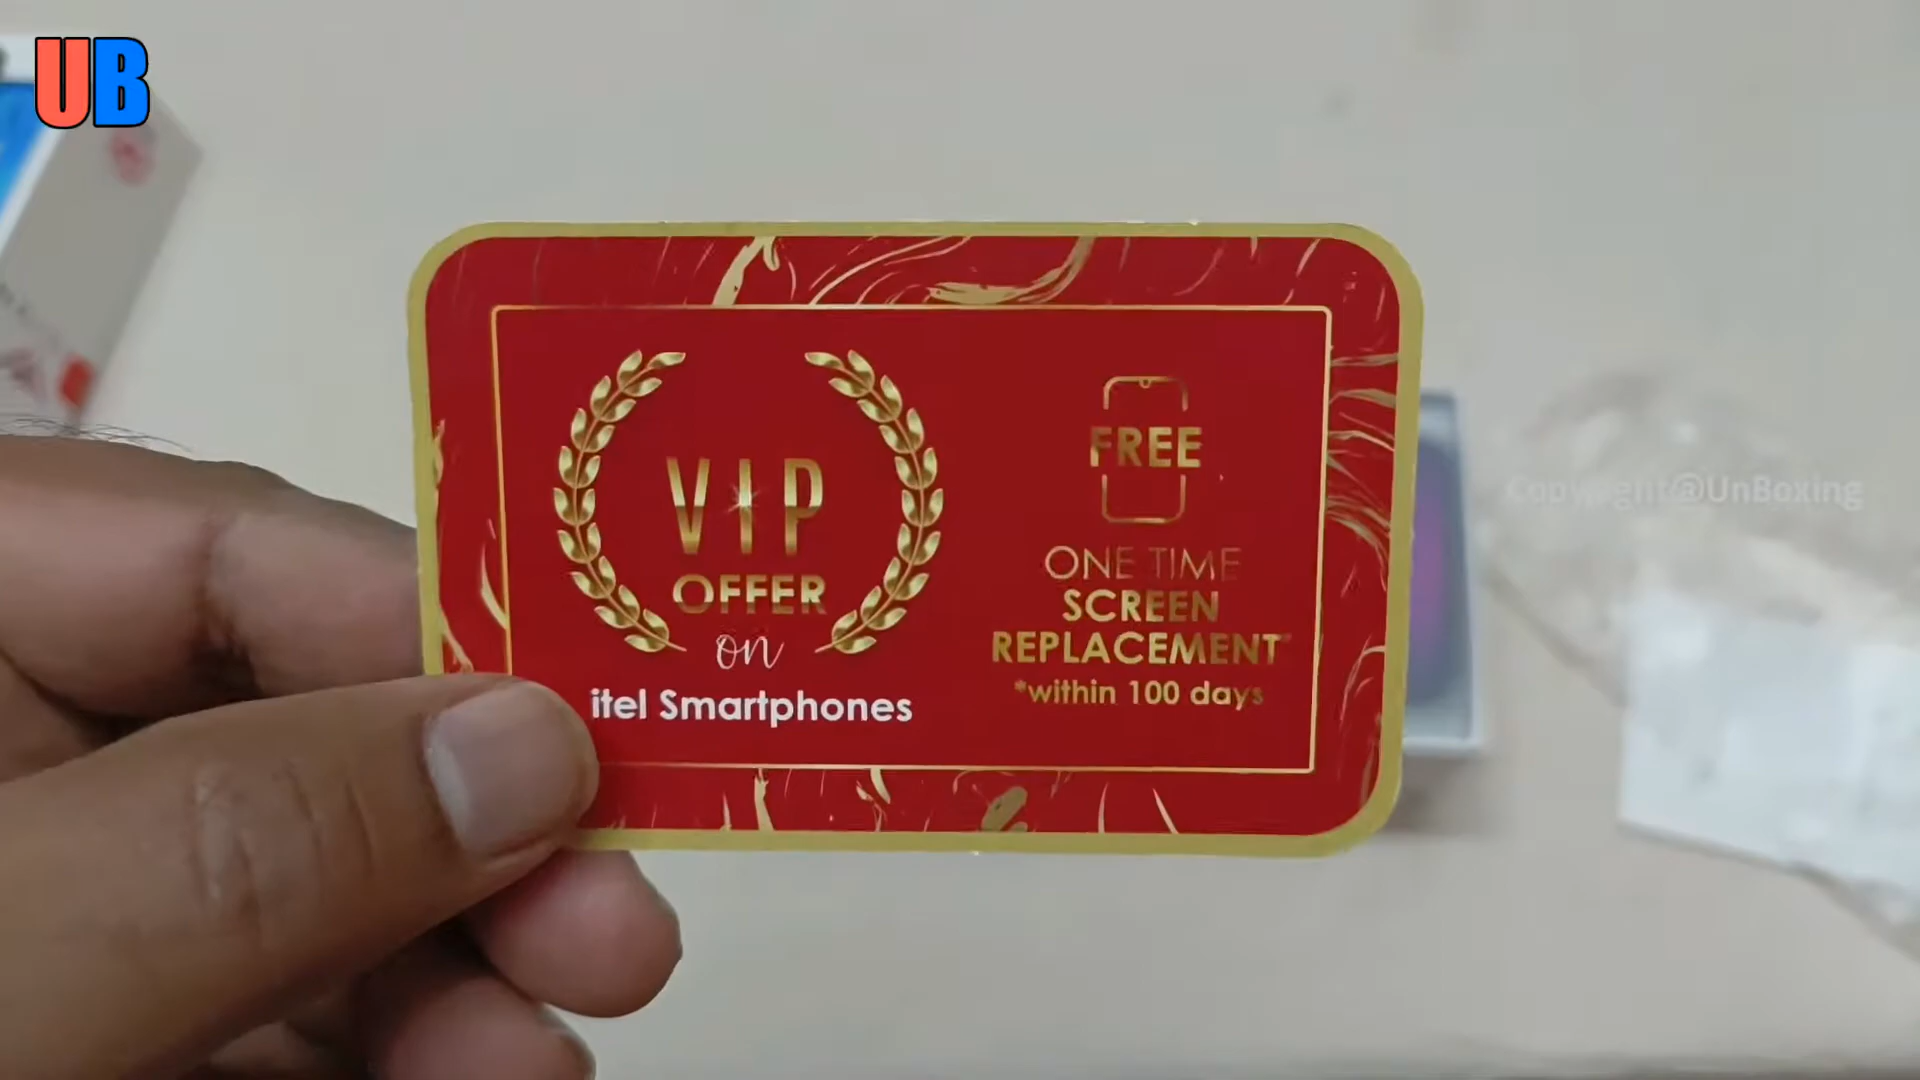 UB
VIP
OFFER
on
itel Smartphones
FREE
ONE TIME
SCREEN
REPLACEMENT*
*within 100 days
Copyright@UnBoxing